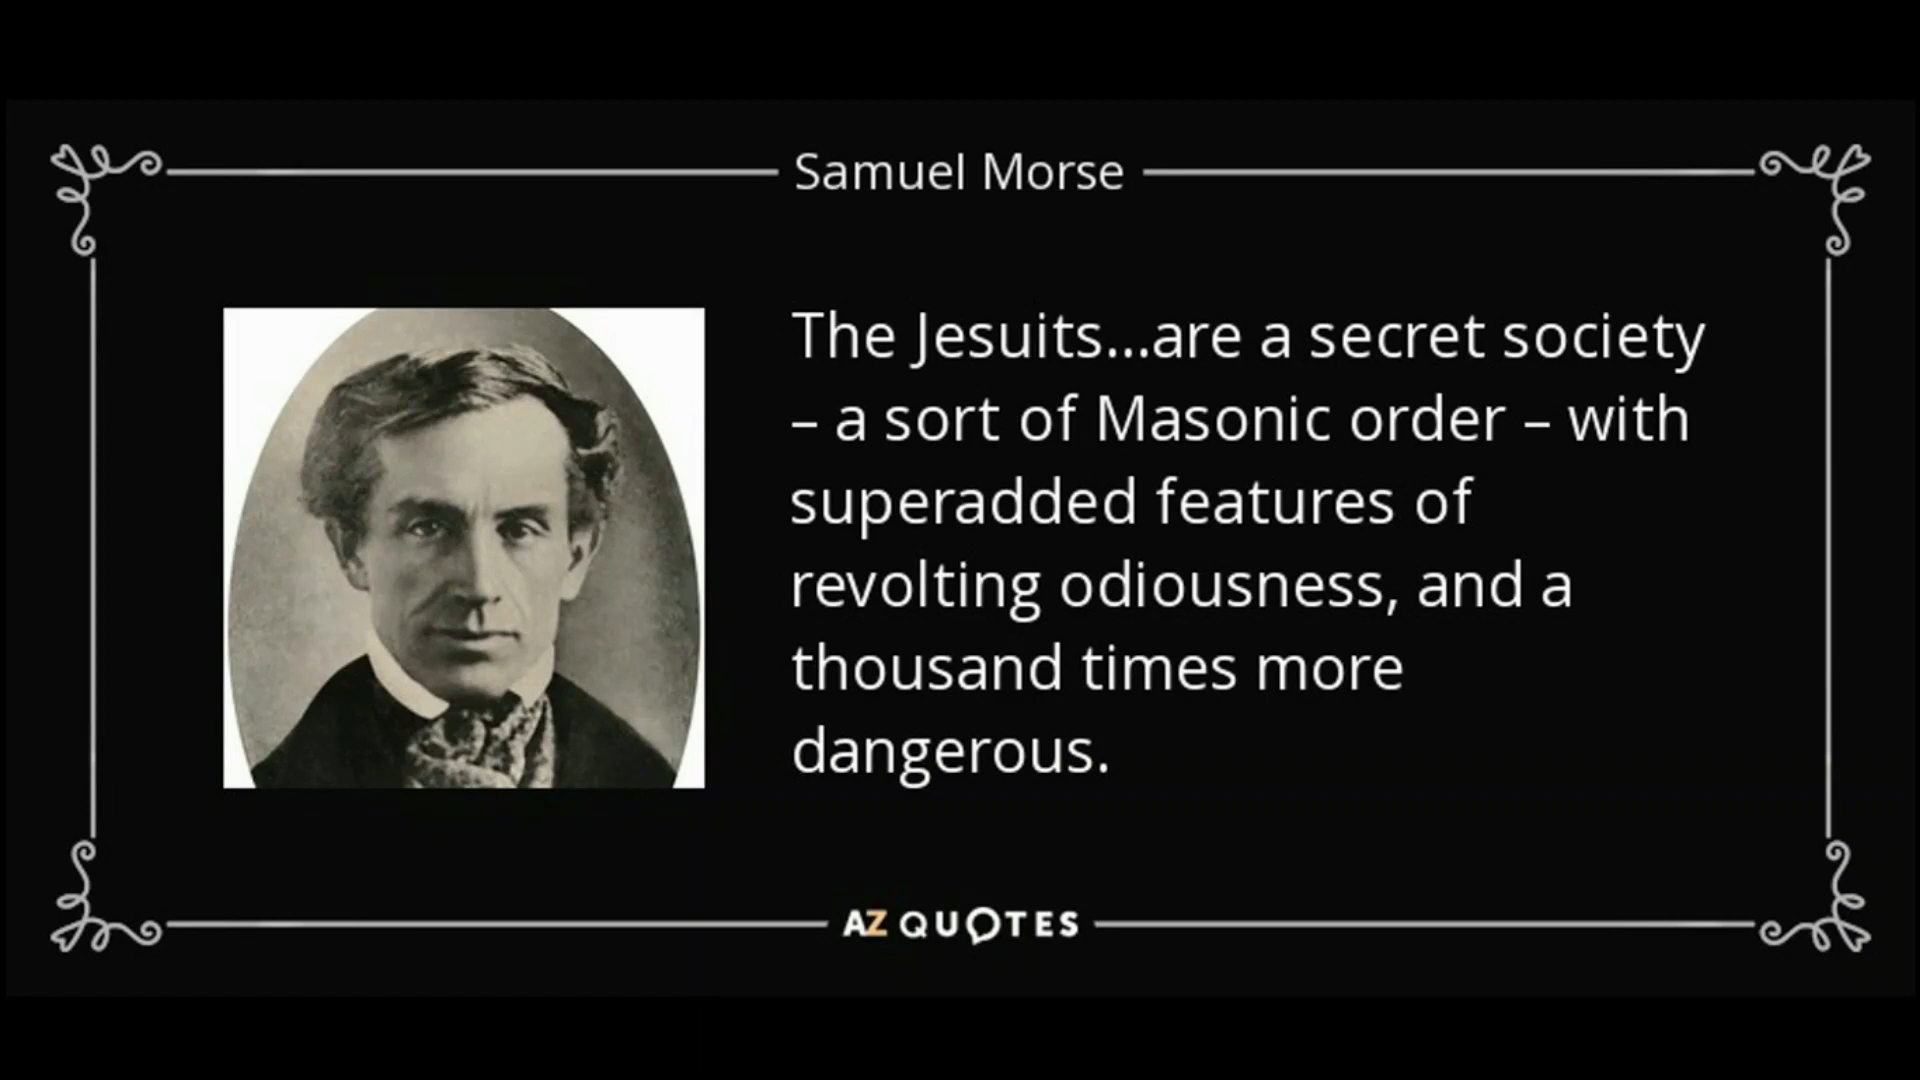 Samuel Morse
The Jesuits...are a secret society
– a sort of Masonic order – with
superadded features of
revolting odiousness, and a
thousand times more
dangerous.
AZ QUOTES